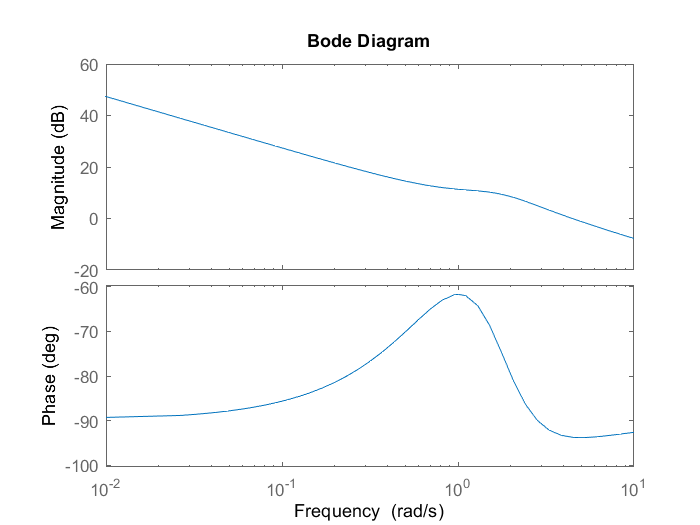 Bode Diagram
60
40
20
0
-20
Magnitude (dB)
-60
-70
-80
-90
-100
Phase (deg)
10^-2 10^-1 10^0 10^1
Frequency (rad/s)